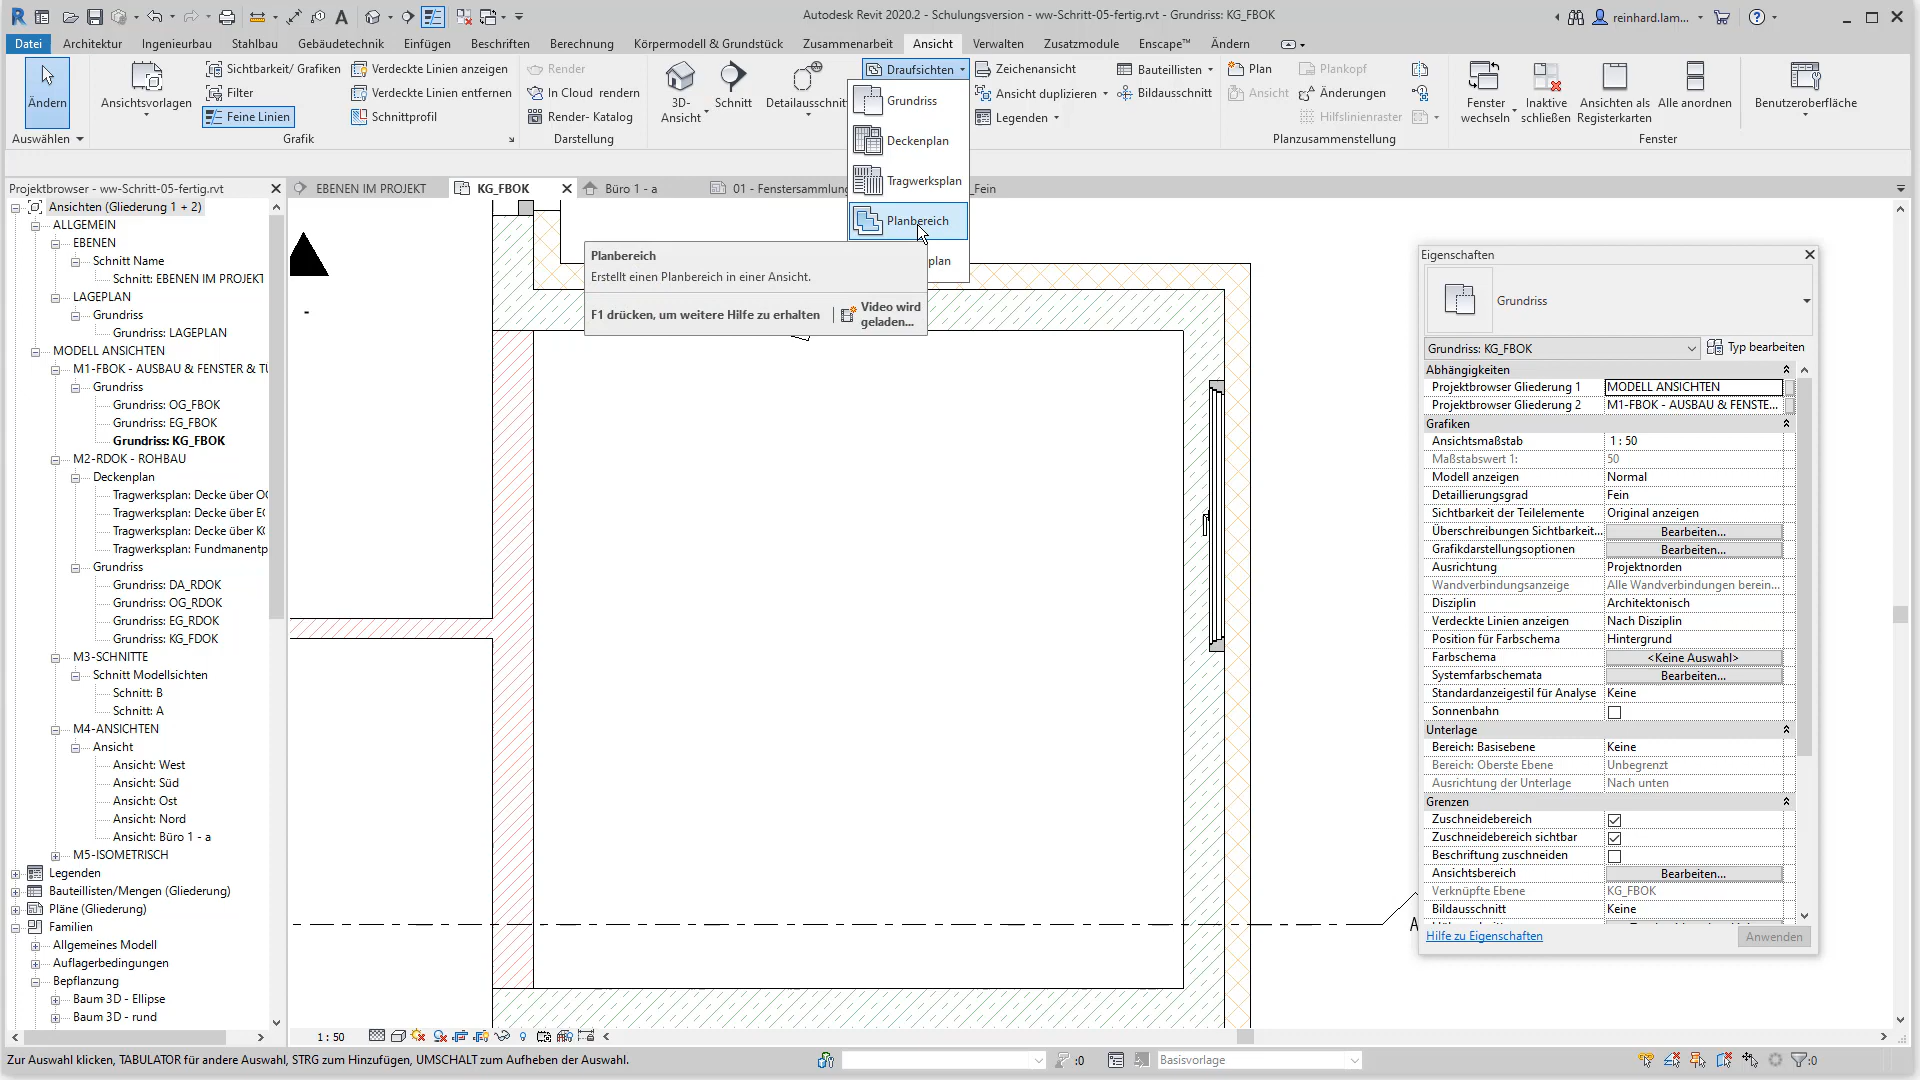 Autodesk Revit 2020.2 - Schulungsversion - ww-Schritt-05-fertig.rvt - Grundriss: KG_FBOK
reinhard.lam...
Datei Architektur Ingenieurbau Stahlbau Gebäudetechnik Einfügen Beschriften Berechnung Körpermodell & Grundstück Zusammenarbeit Ansicht Verwalten Zusatzmodule Enscape™ Ändern
Ändern
Auswählen
Ansichtsvorlagen
Sichtbarkeit/ Grafiken
Filter
Feine Linien
Verdeckte Linien anzeigen
Verdeckte Linien entfernen
Schnittprofil
Grafik
Render
In Cloud rendern
Render- Katalog
Darstellung
3D-
Ansicht
Schnitt
Detailausschnitt
Draufsichten
Grundriss
Deckenplan
Tragwerksplan
Planbereich
plan
Zeichenansicht
Ansicht duplizieren
Legenden
Bauteillisten
Bildausschnitt
Plan
Ansicht
Plankopf
Änderungen
Hilfslinienraster
Planzusammenstellung
Fenster
wechseln
Inaktive
schließen
Ansichten als
Registerkarten
Alle anordnen
Fenster
Benutzeroberfläche
Planbereich
Erstellt einen Planbereich in einer Ansicht.
F1 drücken, um weitere Hilfe zu erhalten
Video wird
geladen...
Projektbrowser - ww-Schritt-05-fertig.rvt
EBENEN IM PROJEKT
KG_FBOK
Büro 1 - a
01 - Fenstersammlung
_Fein
Ansichten (Gliederung 1 + 2)
ALLGEMEIN
EBENEN
Schnitt Name
Schnitt: EBENEN IM PROJEKT
LAGEPLAN
Grundriss
Grundriss: LAGEPLAN
MODELL ANSICHTEN
M1-FBOK - AUSBAU & FENSTER & TÜ
Grundriss
Grundriss: OG_FBOK
Grundriss: EG_FBOK
Grundriss: KG_FBOK
M2-RDOK - ROHBAU
Deckenplan
Tragwerksplan: Decke über OG
Tragwerksplan: Decke über EG
Tragwerksplan: Decke über KG
Tragwerksplan: Fundmanentp
Grundriss
Grundriss: DA_RDOK
Grundriss: OG_RDOK
Grundriss: EG_RDOK
Grundriss: KG_FDOK
M3-SCHNITTE
Schnitt Modellsichten
Schnitt: B
Schnitt: A
M4-ANSICHTEN
Ansicht
Ansicht: West
Ansicht: Süd
Ansicht: Ost
Ansicht: Nord
Ansicht: Büro 1 - a
M5-ISOMETRISCH
Legenden
Bauteillisten/Mengen (Gliederung)
Pläne (Gliederung)
Familien
Allgemeines Modell
Auflagerbedingungen
Bepflanzung
Baum 3D - Ellipse
Baum 3D - rund
-
A
Eigenschaften
Grundriss
Grundriss: KG_FBOK
Typ bearbeiten
Abhängigkeiten
Projektbrowser Gliederung 1 MODELL ANSICHTEN
Projektbrowser Gliederung 2 M1-FBOK - AUSBAU & FENSTE...
Grafiken
Ansichtsmaßstab 1 : 50
Maßstabswert 1: 50
Modell anzeigen Normal
Detaillierungsgrad Fein
Sichtbarkeit der Teilelemente Original anzeigen
Überschreibungen Sichtbarkeit... Bearbeiten...
Grafikdarstellungsoptionen Bearbeiten...
Ausrichtung Projektnorden
Wandverbindungsanzeige Alle Wandverbindungen berein...
Disziplin Architektonisch
Verdeckte Linien anzeigen Nach Disziplin
Position für Farbschema Hintergrund
Farbschema <Keine Auswahl>
Systemfarbschemata Bearbeiten...
Standardanzeigestil für Analyse Keine
Sonnenbahn
Unterlage
Bereich: Basisebene Keine
Bereich: Oberste Ebene Unbegrenzt
Ausrichtung der Unterlage Nach unten
Grenzen
Zuschneidebereich
Zuschneidebereich sichtbar
Beschriftung zuschneiden
Ansichtsbereich Bearbeiten...
Verknüpfte Ebene KG_FBOK
Bildausschnitt Keine
Hilfe zu Eigenschaften
Anwenden
1 : 50
Zur Auswahl klicken, TABULATOR für andere Auswahl, STRG zum Hinzufügen, UMSCHALT zum Aufheben der Auswahl.
:0
Basisvorlage
:0